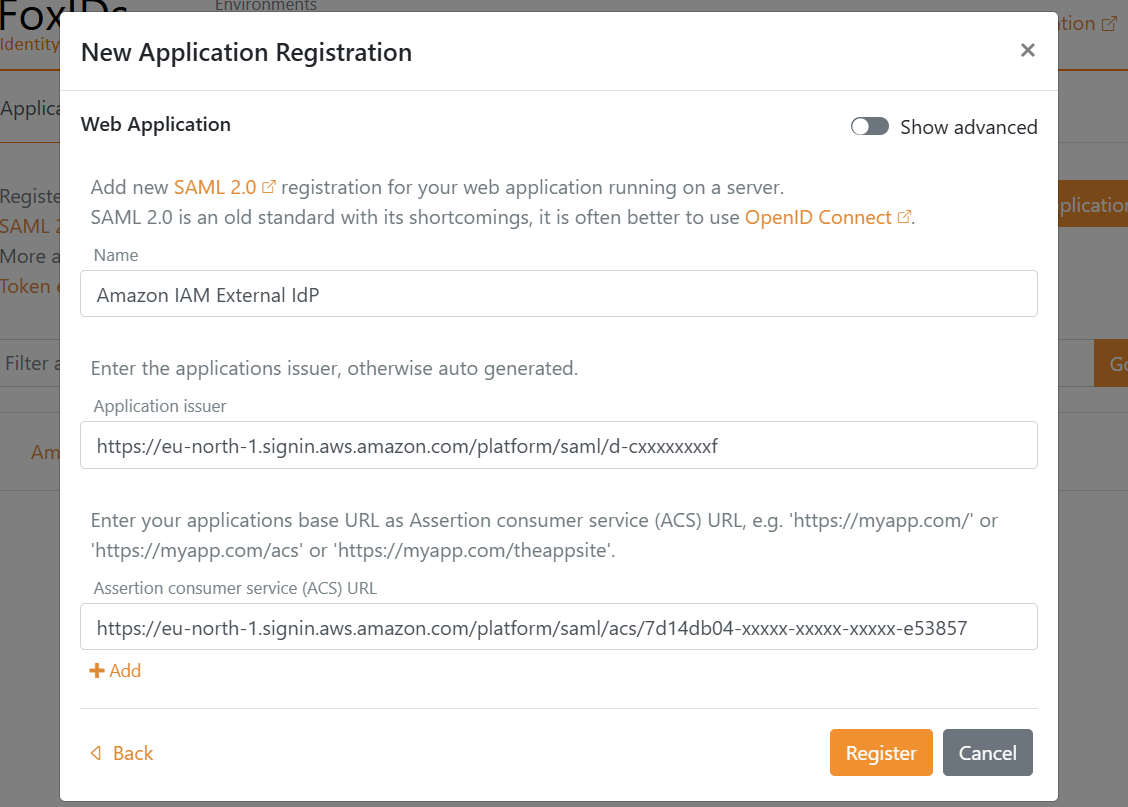 FoxIDs
Environments
Identity
New Application Registration
×
Applica
Web Application
Show advanced
Add new SAML 2.0 registration for your web application running on a server.
SAML 2.0 is an old standard with its shortcomings, it is often better to use OpenID Connect.
Registe
SAML 2
More a
Token e
plication
Name
Amazon IAM External IdP
Enter the applications issuer, otherwise auto generated.
Filter a
Application issuer
https://eu-north-1.signin.aws.amazon.com/platform/saml/d-cxxxxxxxxf
Am
Enter your applications base URL as Assertion consumer service (ACS) URL, e.g. 'https://myapp.com/' or
'https://myapp.com/acs' or 'https://myapp.com/theappsite'.
Assertion consumer service (ACS) URL
https://eu-north-1.signin.aws.amazon.com/platform/saml/acs/7d14db04-xxxxx-xxxxx-xxxxx-e53857
Add
Back
Register
Cancel